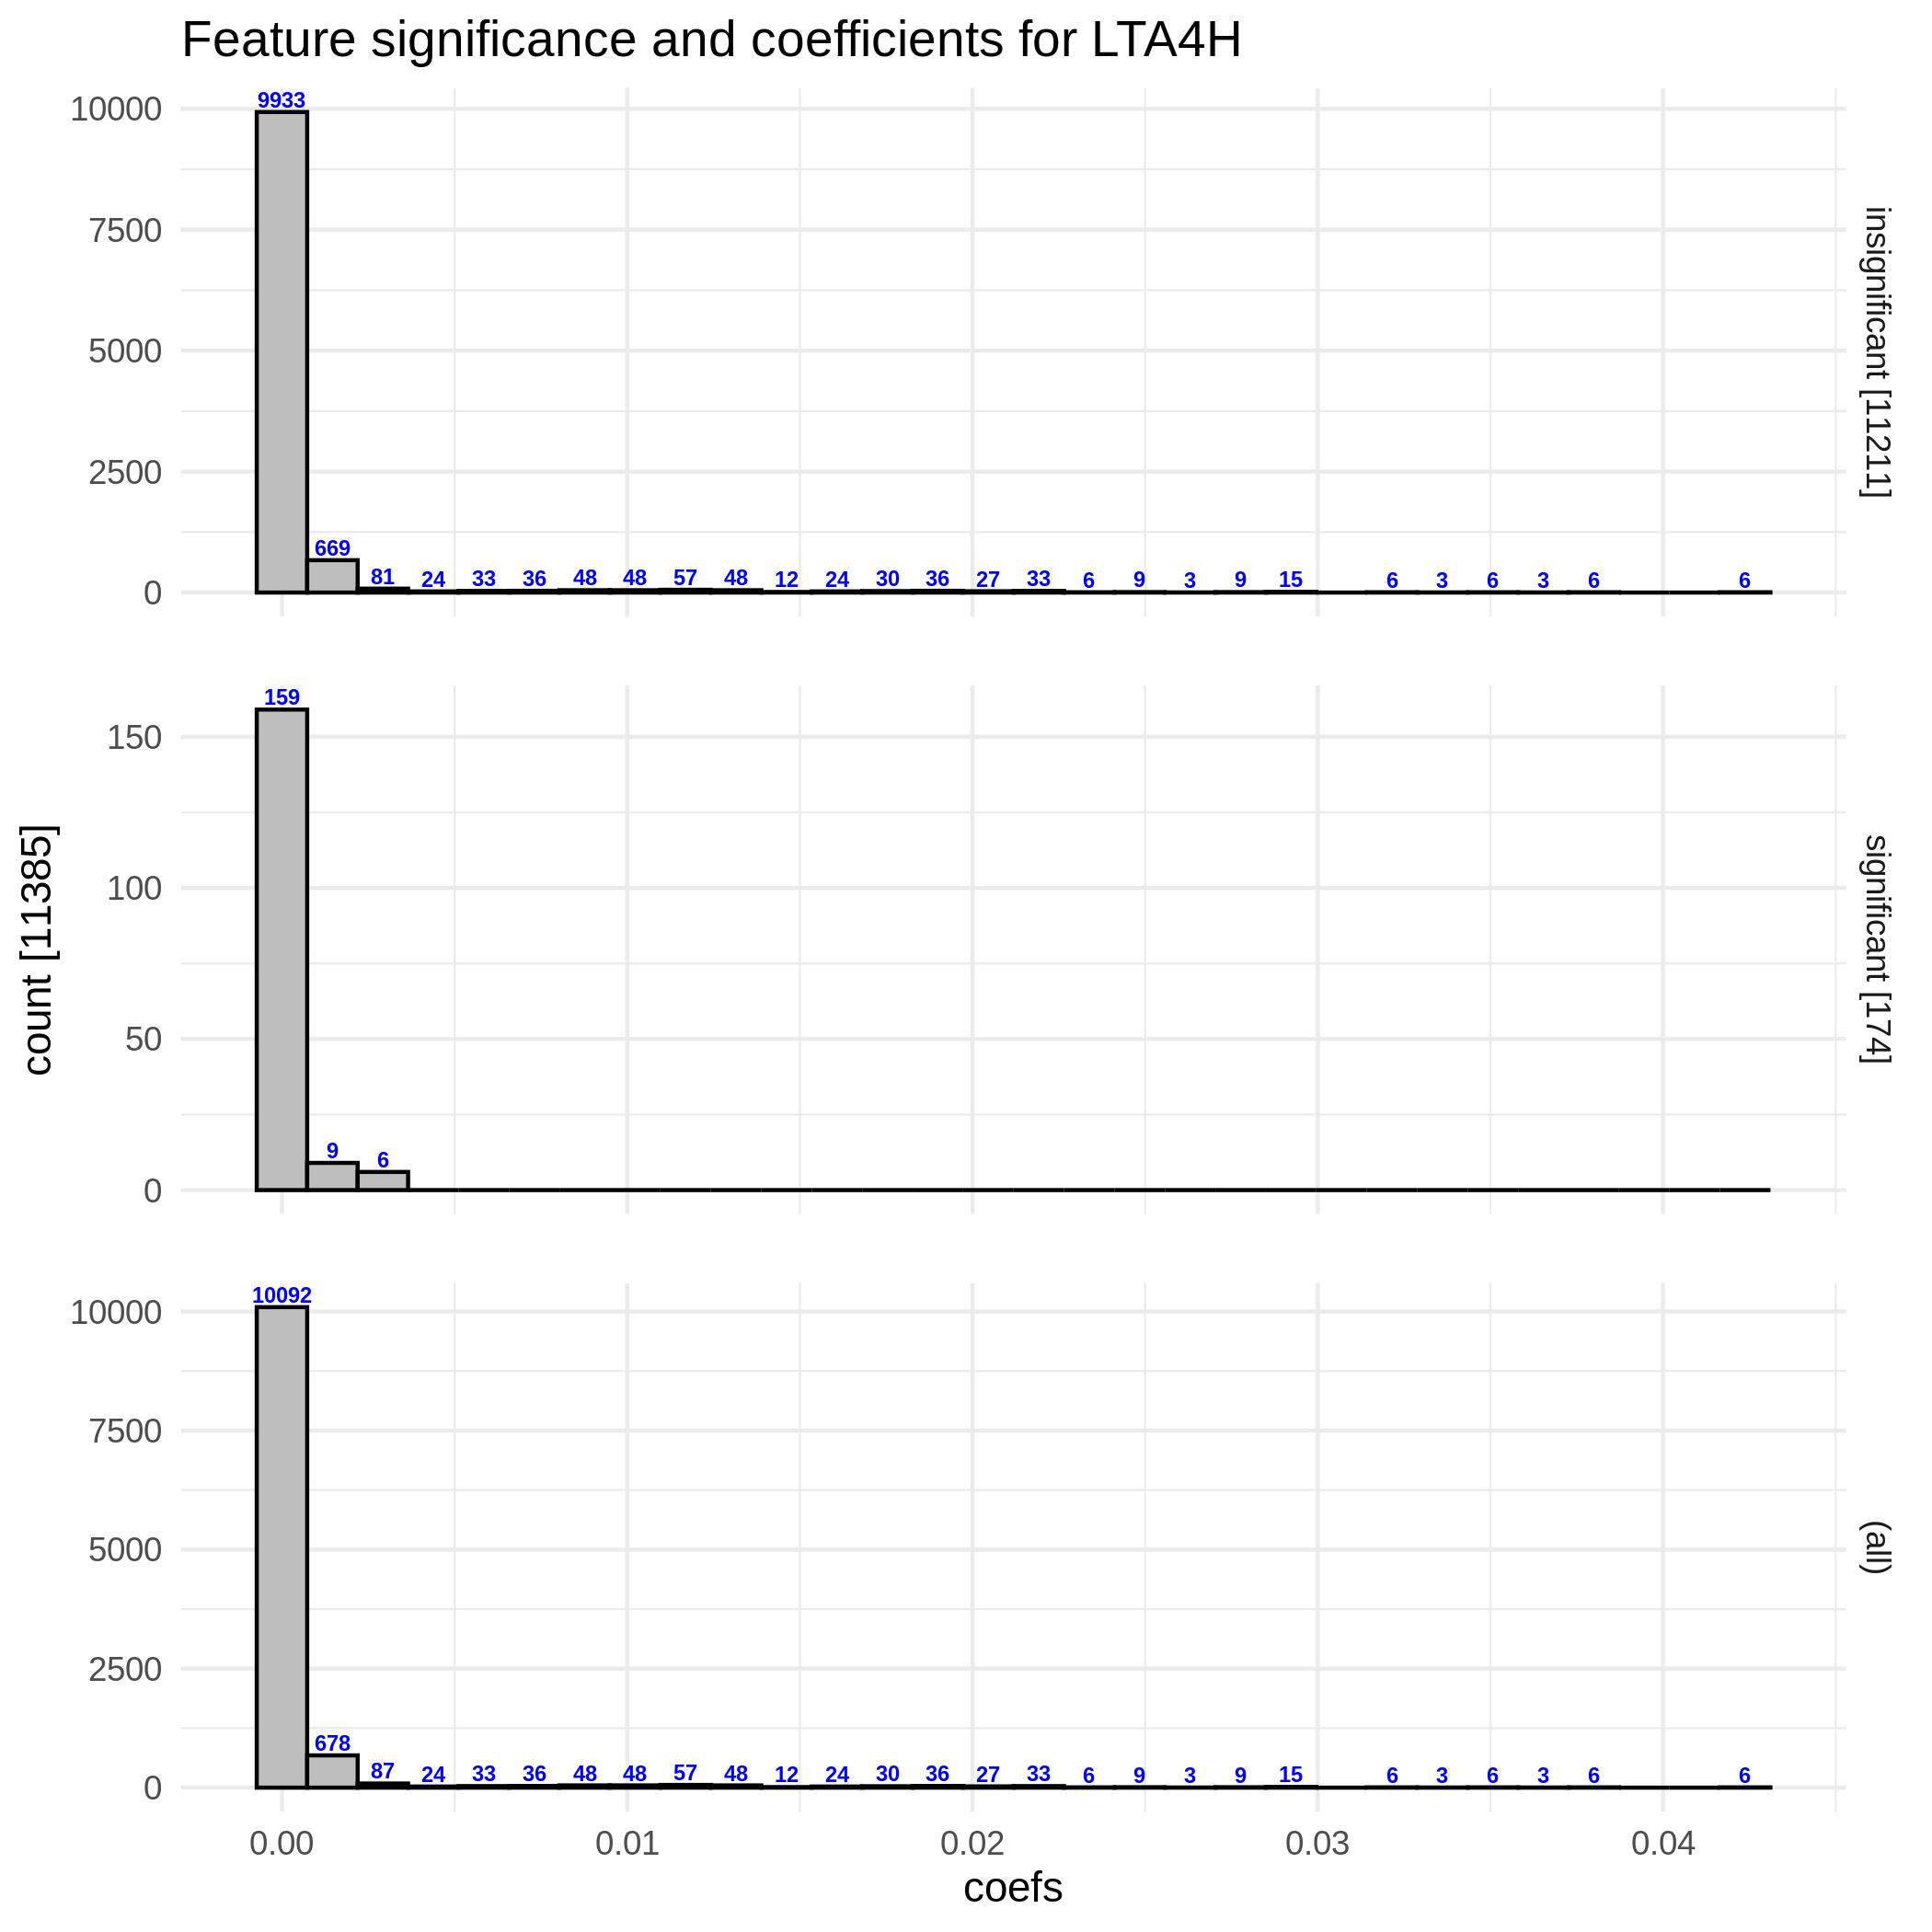 Feature significance and coefficients for LTA4H
count [11385]
10000
7500
5000
2500
0
9933
669
81 24 33 36 48 48 57 48 12 24 30 36 27 33 6 9 3 9 15 6 3 6 3 6 6
insignificant [11211]
150
100
50
0
159
9
6
significant [174]
10000
7500
5000
2500
0
10092
678
87 24 33 36 48 48 57 48 12 24 30 36 27 33 6 9 3 9 15 6 3 6 3 6 6
(all)
0.00 0.01 0.02 0.03 0.04
coefs